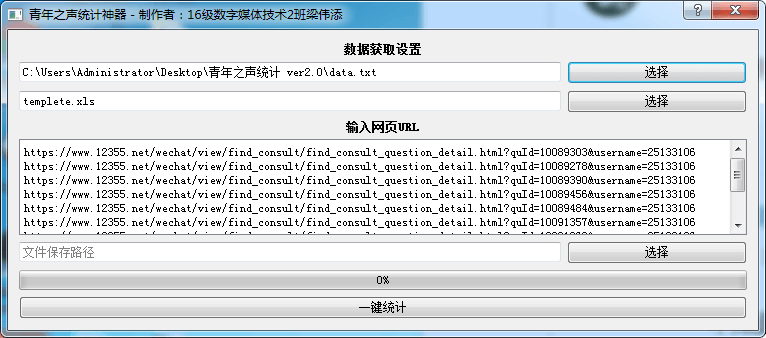 青年之声统计神器 - 制作者：16级数字媒体技术2班梁伟添
数据获取设置
C:\Users\Administrator\Desktop\青年之声统计 ver2.0\data.txt
选择
templete.xls
选择
输入网页URL
https://www.12355.net/wechat/view/find_consult/find_consult_question_detail.html?quId=10089303&username=25133106
https://www.12355.net/wechat/view/find_consult/find_consult_question_detail.html?quId=10089278&username=25133106
https://www.12355.net/wechat/view/find_consult/find_consult_question_detail.html?quId=10089390&username=25133106
https://www.12355.net/wechat/view/find_consult/find_consult_question_detail.html?quId=10089456&username=25133106
https://www.12355.net/wechat/view/find_consult/find_consult_question_detail.html?quId=10089484&username=25133106
https://www.12355.net/wechat/view/find_consult/find_consult_question_detail.html?quId=10091357&username=25133106
文件保存路径
选择
0%
一键统计